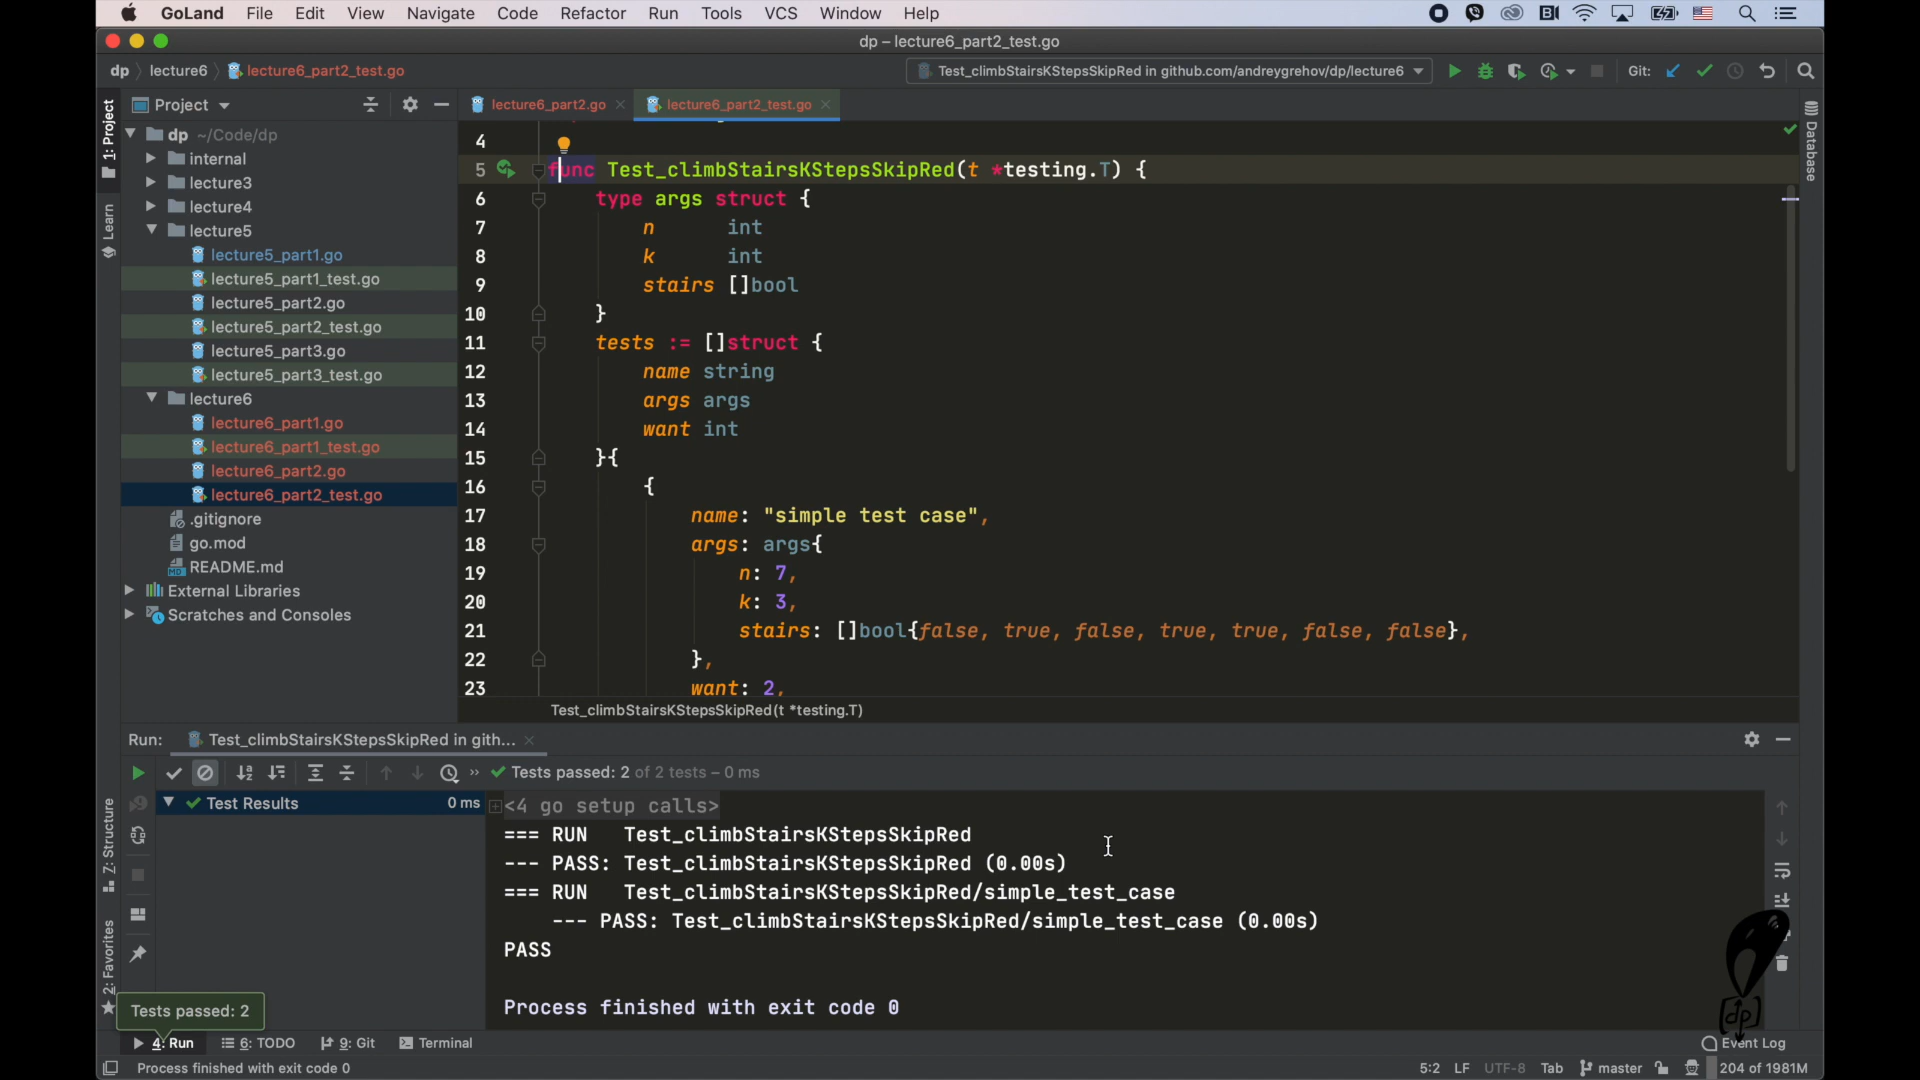 GoLand File Edit View Navigate Code Refactor Run Tools VCS Window Help
dp – lecture6_part2_test.go
dp lecture6 lecture6_part2_test.go
Test_climbStairsKStepsSkipRed in github.com/andreygrehov/dp/lecture6
Git:
1: Project
Learn
Z: Structure
2: Favorites
Project
dp ~/Code/dp
internal
lecture3
lecture4
lecture5
lecture5_part1.go
lecture5_part1_test.go
lecture5_part2.go
lecture5_part2_test.go
lecture5_part3.go
lecture5_part3_test.go
lecture6
lecture6_part1.go
lecture6_part1_test.go
lecture6_part2.go
lecture6_part2_test.go
.gitignore
go.mod
README.md
External Libraries
Scratches and Consoles
lecture6_part2.go lecture6_part2_test.go
4
5 func Test_climbStairsKStepsSkipRed(t *testing.T) {
6 type args struct {
7 n int
8 k int
9 stairs []bool
10 }
11 tests := []struct {
12 name string
13 args args
14 want int
15 }{
16 {
17 name: "simple test case",
18 args: args{
19 n: 7,
20 k: 3,
21 stairs: []bool{false, true, false, true, true, false, false},
22 },
23 want: 2,
Test_climbStairsKStepsSkipRed(t *testing.T)
Database
Run: Test_climbStairsKStepsSkipRed in gith...
Tests passed: 2 of 2 tests – 0 ms
Test Results 0 ms
<4 go setup calls>
=== RUN Test_climbStairsKStepsSkipRed
--- PASS: Test_climbStairsKStepsSkipRed (0.00s)
=== RUN Test_climbStairsKStepsSkipRed/simple_test_case
--- PASS: Test_climbStairsKStepsSkipRed/simple_test_case (0.00s)
PASS
Process finished with exit code 0
Tests passed: 2
[dp]
4: Run 6: TODO 9: Git Terminal Event Log
Process finished with exit code 0
5:2 LF UTF-8 Tab master 204 of 1981M